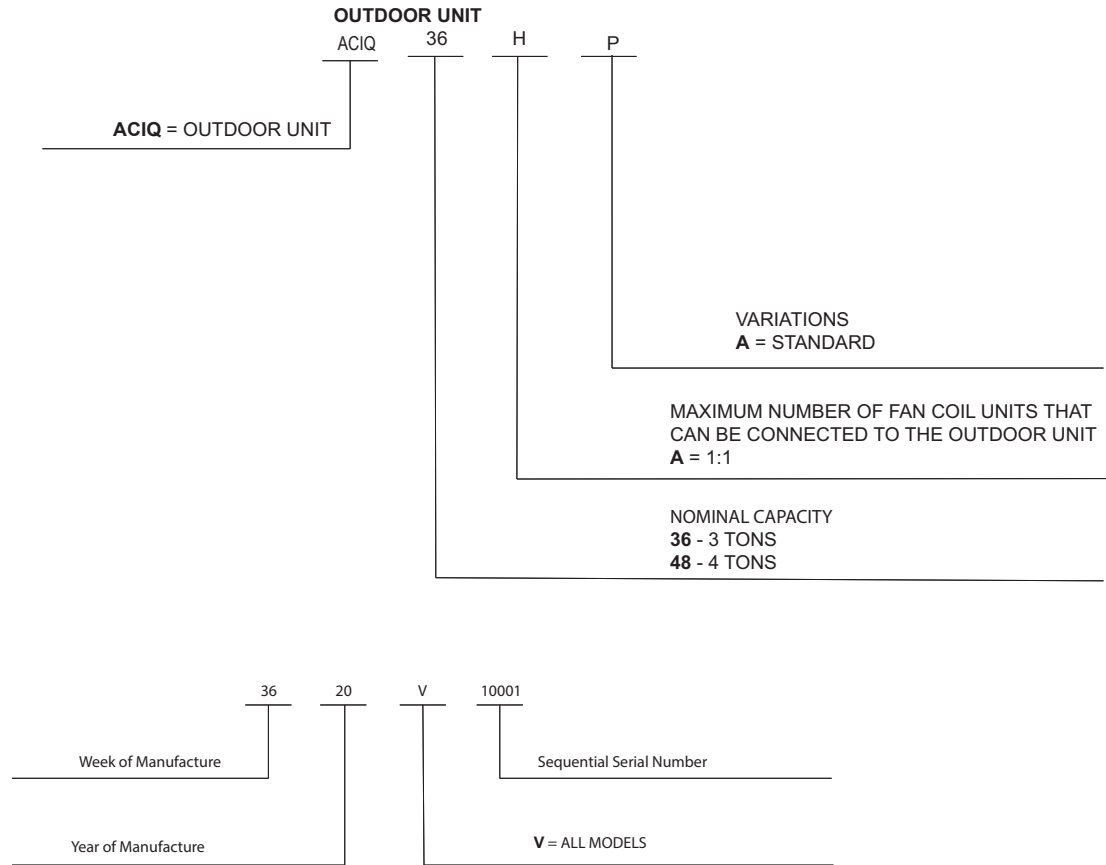 OUTDOOR UNIT
ACIQ 36 H P
ACIQ = OUTDOOR UNIT
VARIATIONS
A = STANDARD
MAXIMUM NUMBER OF FAN COIL UNITS THAT
CAN BE CONNECTED TO THE OUTDOOR UNIT
A = 1:1
NOMINAL CAPACITY
36 - 3 TONS
48 - 4 TONS
36 20 V 10001
Week of Manufacture
Sequential Serial Number
Year of Manufacture
V = ALL MODELS